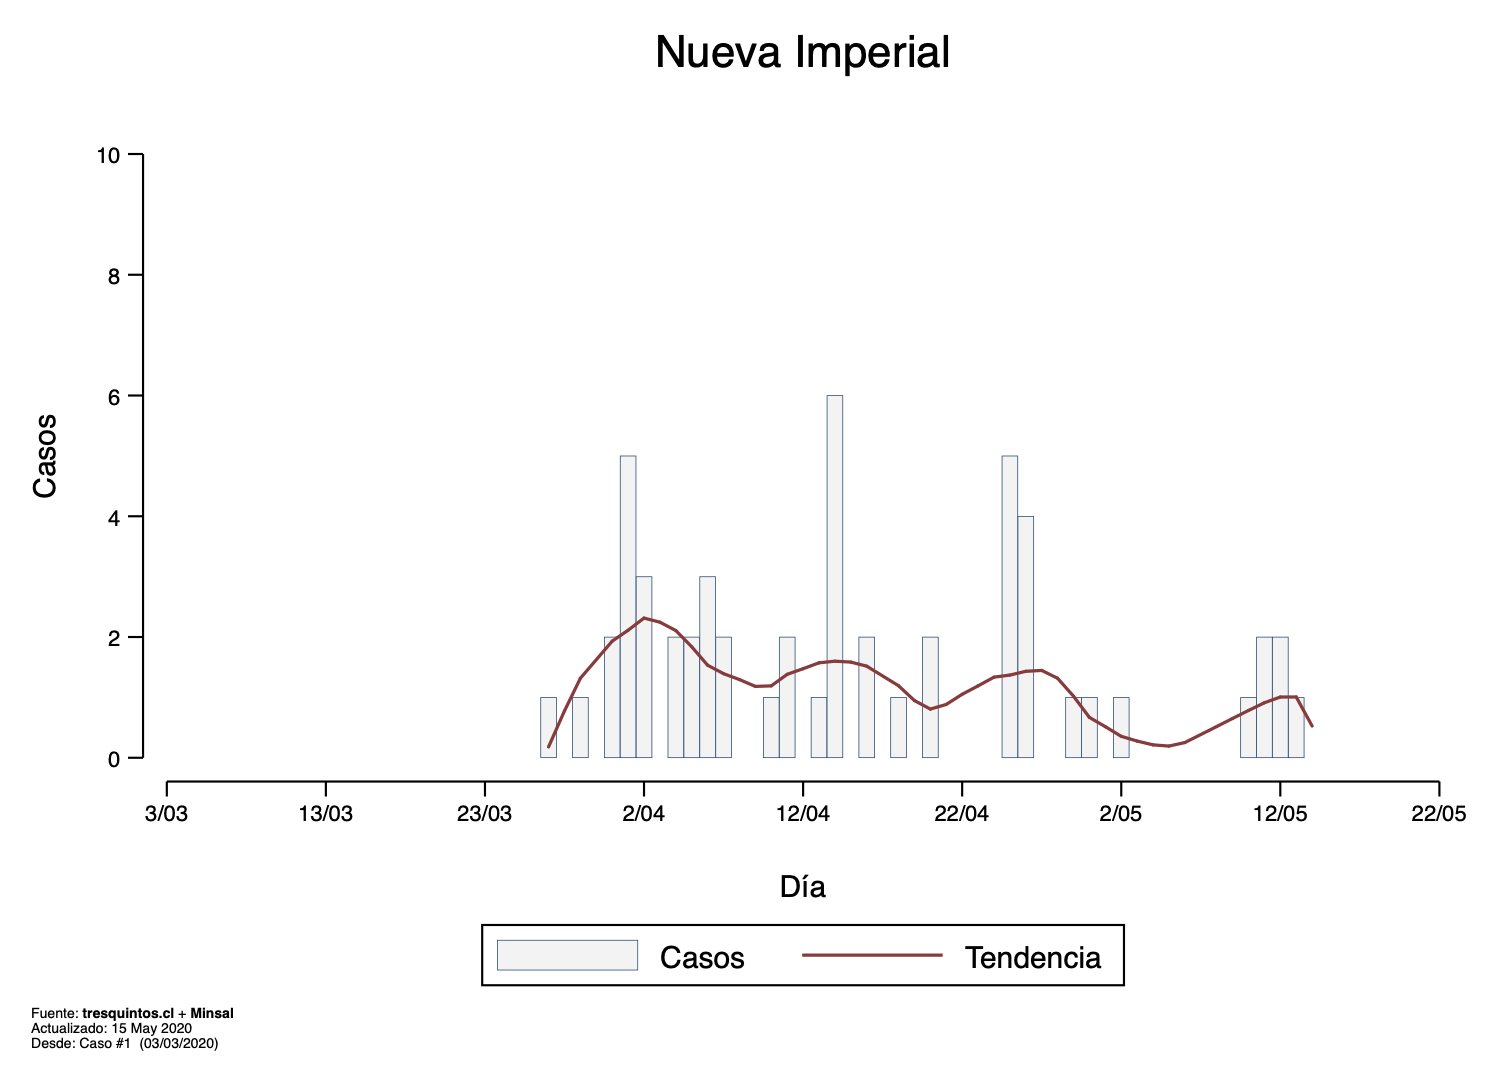 Nueva Imperial
10
8
6
4
2
0
Casos
3/03 13/03 23/03 2/04 12/04 22/04 2/05 12/05 22/05
Día
Casos Tendencia
Fuente: tresquintos.cl + Minsal
Actualizado: 15 May 2020
Desde: Caso #1 (03/03/2020)